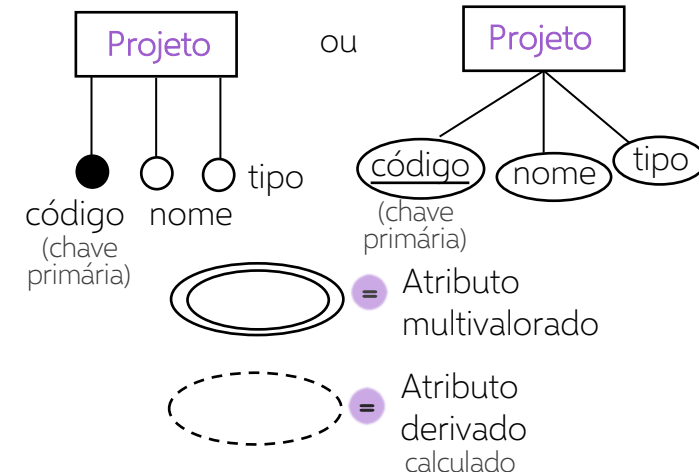 Projeto
ou
Projeto
tipo
código nome
(chave
primária)
código
nome
tipo
(chave
primária)
= Atributo
multivalorado
= Atributo
derivado
calculado